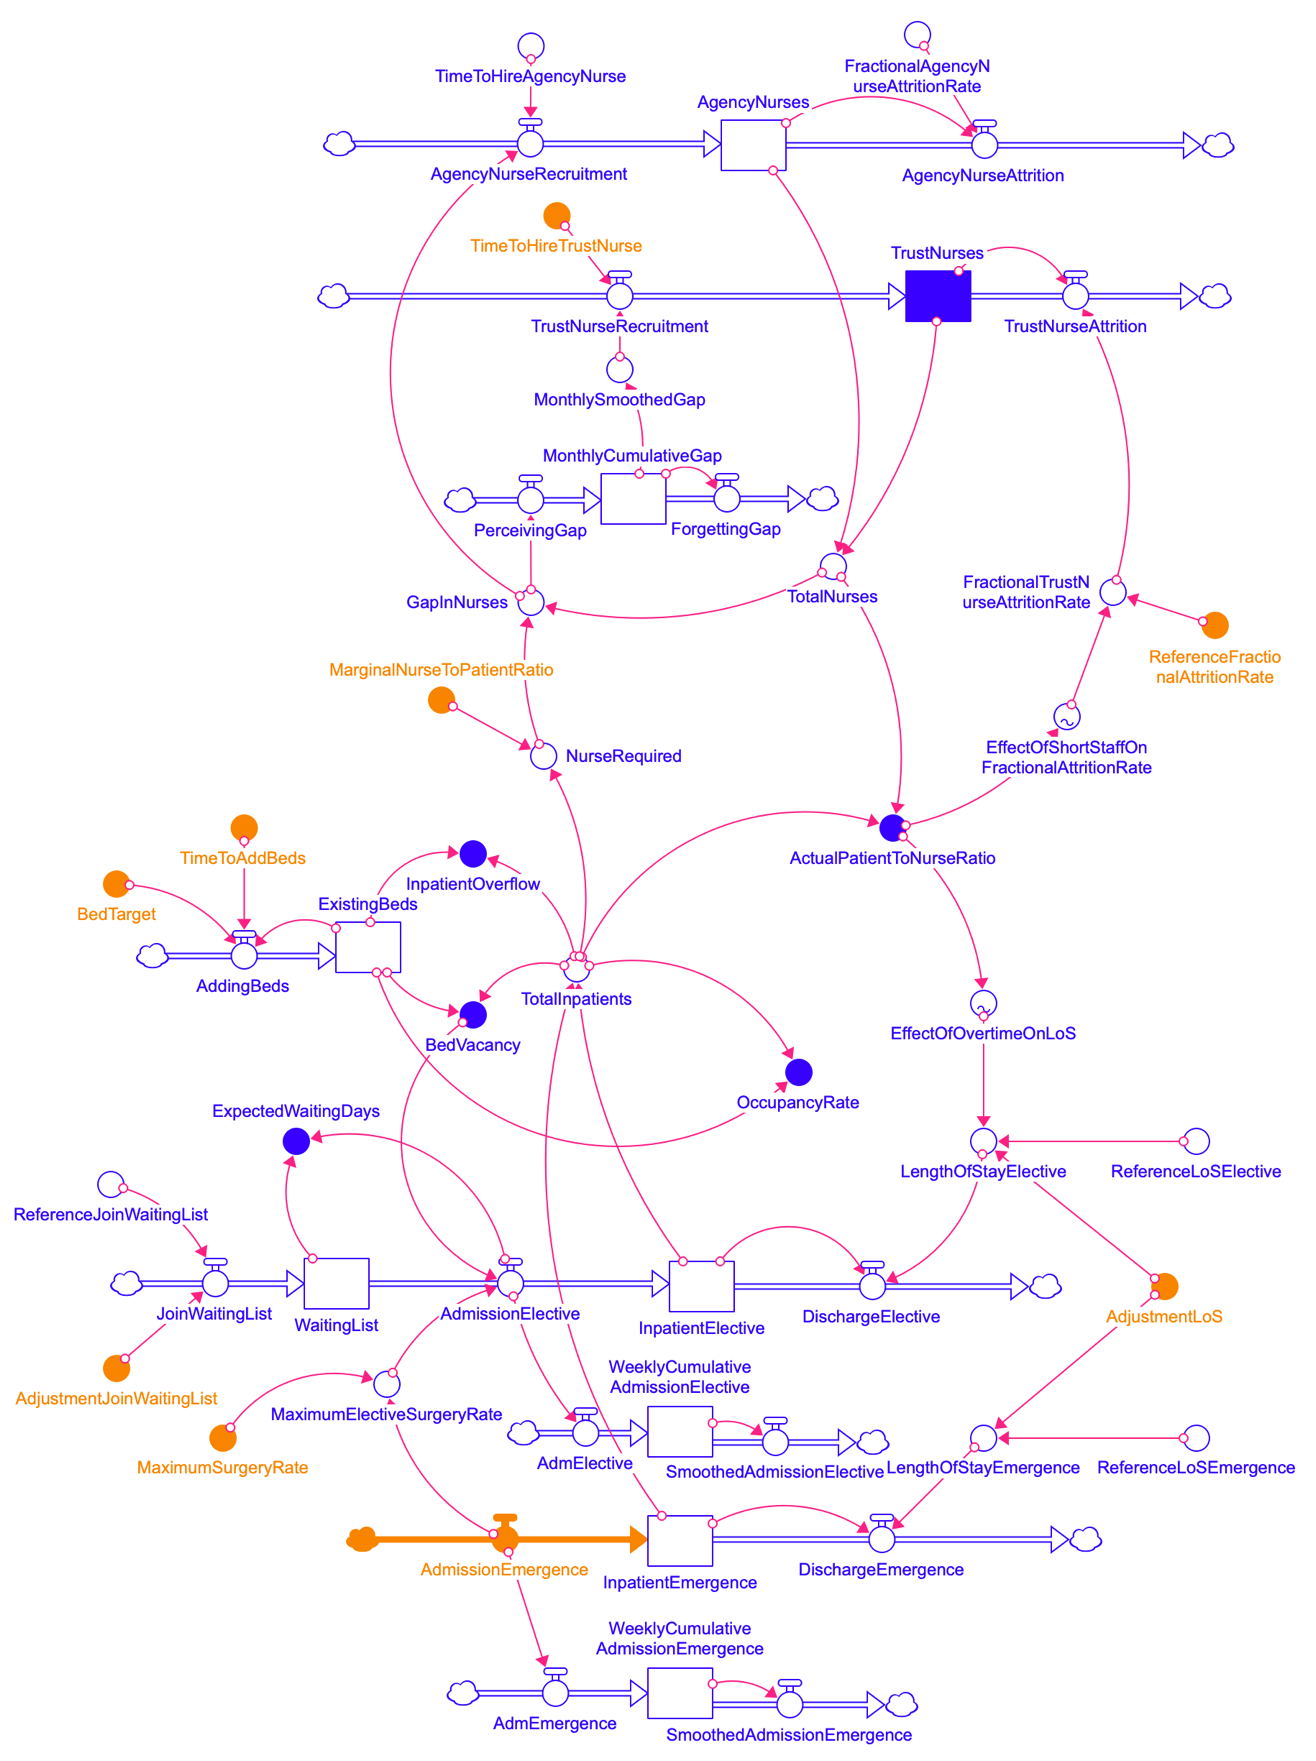 TimeToHireAgencyNurse
FractionalAgencyN
urseAttritionRate
AgencyNurses
AgencyNurseRecruitment
AgencyNurseAttrition
TimeToHireTrustNurse
TrustNurses
TrustNurseRecruitment
TrustNurseAttrition
MonthlySmoothedGap
MonthlyCumulativeGap
PerceivingGap
ForgettingGap
GapInNurses
TotalNurses
FractionalTrustN
urseAttritionRate
ReferenceFractio
nalAttritionRate
MarginalNurseToPatientRatio
NurseRequired
EffectOfShortStaffOn
FractionalAttritionRate
TimeToAddBeds
ActualPatientToNurseRatio
InpatientOverflow
BedTarget
ExistingBeds
AddingBeds
TotalInpatients
BedVacancy
EffectOfOvertimeOnLoS
OccupancyRate
ExpectedWaitingDays
LengthOfStayElective
ReferenceLoSElective
ReferenceJoinWaitingList
JoinWaitingList
WaitingList
AdmissionElective
InpatientElective
DischargeElective
AdjustmentLoS
WeeklyCumulative
AdmissionElective
AdjustmentJoinWaitingList
MaximumElectiveSurgeryRate
MaximumSurgeryRate
AdmElective
SmoothedAdmissionElective
LengthOfStayEmergence
ReferenceLoSEmergence
AdmissionEmergence
InpatientEmergence
DischargeEmergence
WeeklyCumulative
AdmissionEmergence
AdmEmergence
SmoothedAdmissionEmergence